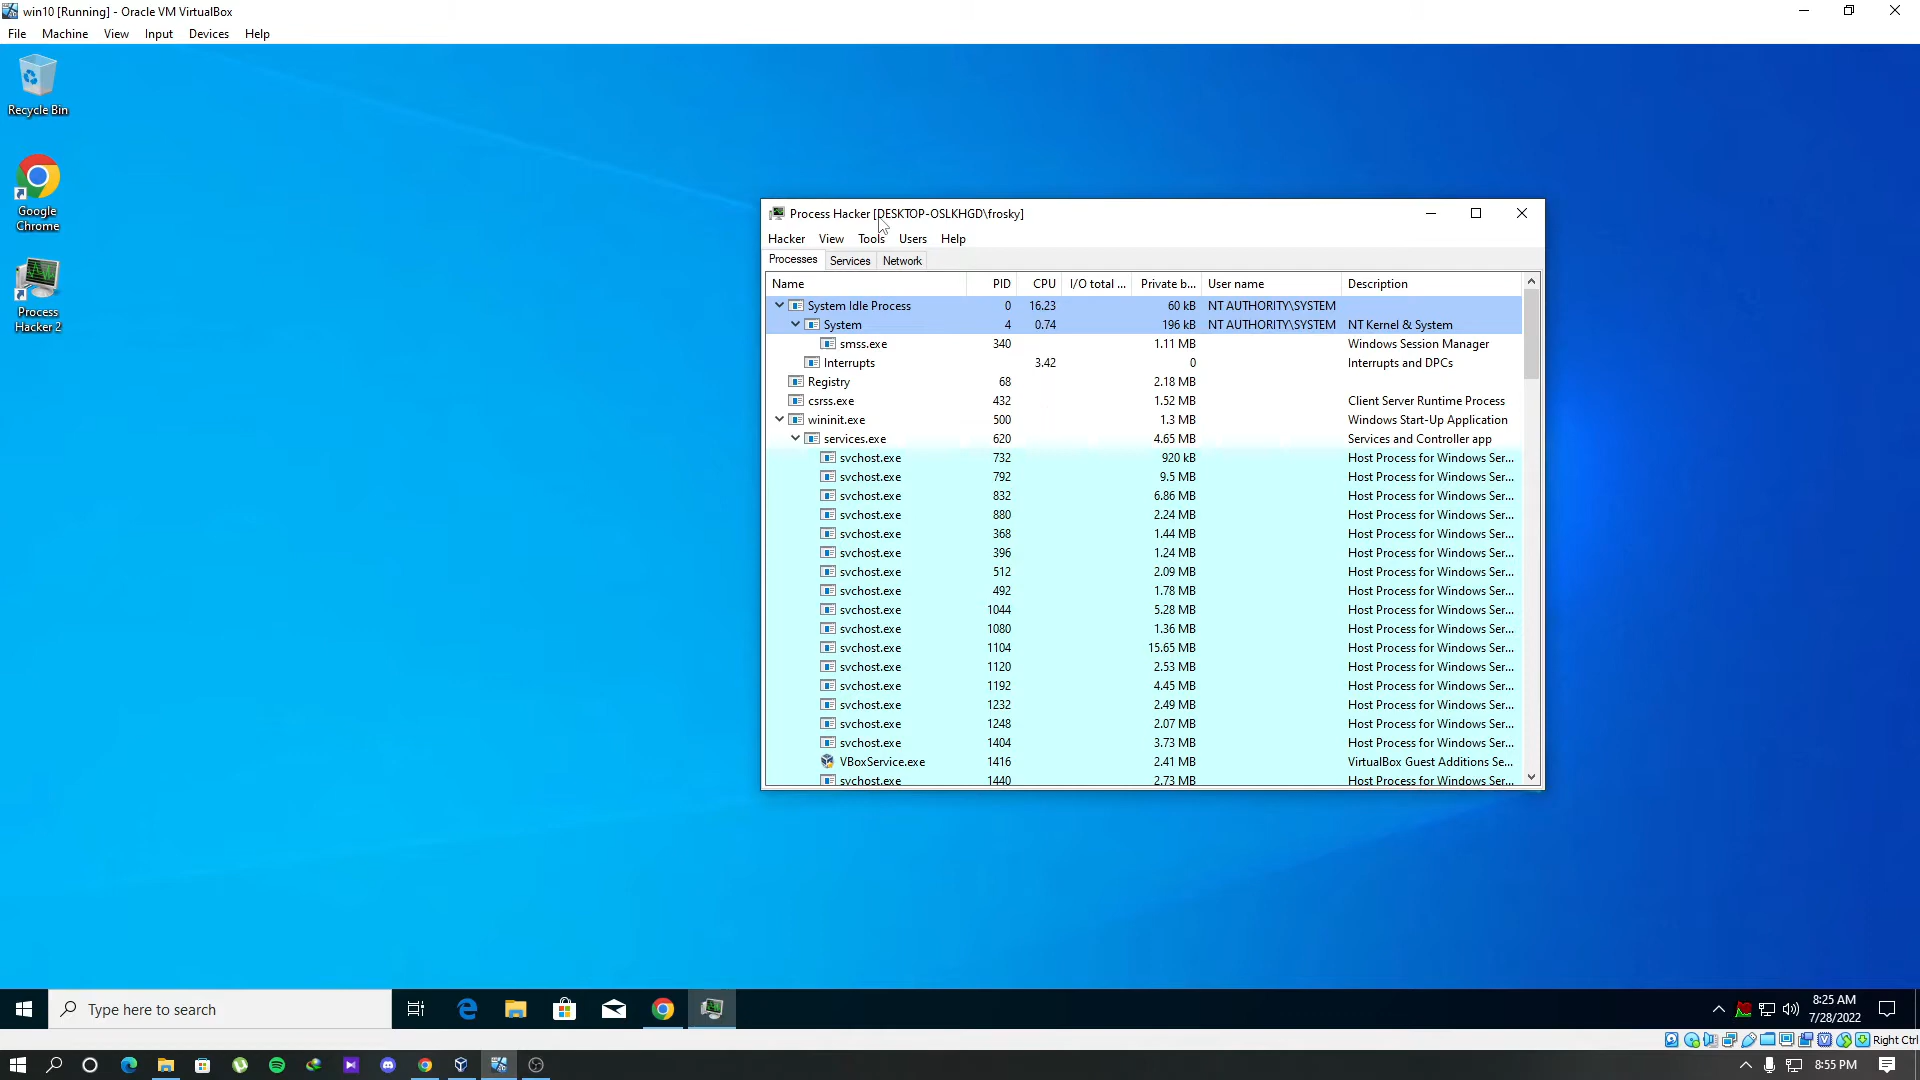 win10 [Running] - Oracle VM VirtualBox
File Machine View Input Devices Help
Recycle Bin
Google
Chrome
Process
Hacker 2
Process Hacker [DESKTOP-OSLKHGD\frosky]
Hacker View Tools Users Help
Processes Services Network
Name PID CPU I/O total ... Private b... User name Description
System Idle Process 0 16.23 60 kB NT AUTHORITY\SYSTEM
System 4 0.74 196 kB NT AUTHORITY\SYSTEM NT Kernel & System
smss.exe 340 1.11 MB Windows Session Manager
Interrupts 3.42 0 Interrupts and DPCs
Registry 68 2.18 MB
csrss.exe 432 1.52 MB Client Server Runtime Process
wininit.exe 500 1.3 MB Windows Start-Up Application
services.exe 620 4.65 MB Services and Controller app
svchost.exe 732 920 kB Host Process for Windows Ser...
svchost.exe 792 9.5 MB Host Process for Windows Ser...
svchost.exe 832 6.86 MB Host Process for Windows Ser...
svchost.exe 880 2.24 MB Host Process for Windows Ser...
svchost.exe 368 1.44 MB Host Process for Windows Ser...
svchost.exe 396 1.24 MB Host Process for Windows Ser...
svchost.exe 512 2.09 MB Host Process for Windows Ser...
svchost.exe 492 1.78 MB Host Process for Windows Ser...
svchost.exe 1044 5.28 MB Host Process for Windows Ser...
svchost.exe 1080 1.36 MB Host Process for Windows Ser...
svchost.exe 1104 15.65 MB Host Process for Windows Ser...
svchost.exe 1120 2.53 MB Host Process for Windows Ser...
svchost.exe 1192 4.45 MB Host Process for Windows Ser...
svchost.exe 1232 2.49 MB Host Process for Windows Ser...
svchost.exe 1248 2.07 MB Host Process for Windows Ser...
svchost.exe 1404 3.73 MB Host Process for Windows Ser...
VBoxService.exe 1416 2.41 MB VirtualBox Guest Additions Se...
svchost.exe 1440 2.73 MB Host Process for Windows Ser...
Type here to search
8:25 AM
7/28/2022
Right Ctrl
8:55 PM